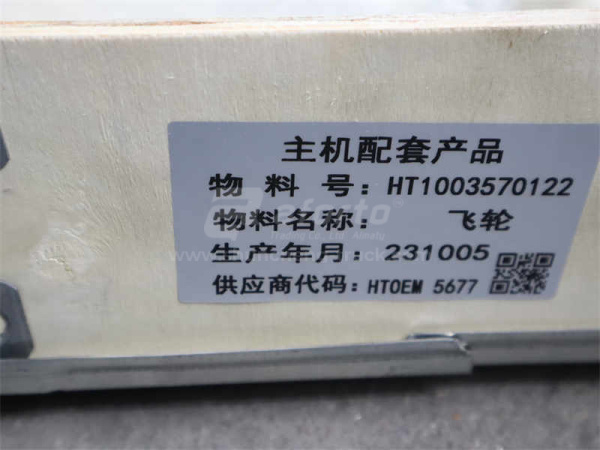 主机配套产品
物 料 号：HT1003570122
物料名称： 飞轮
生产年月：231005
供应商代码：HTOEM 5677